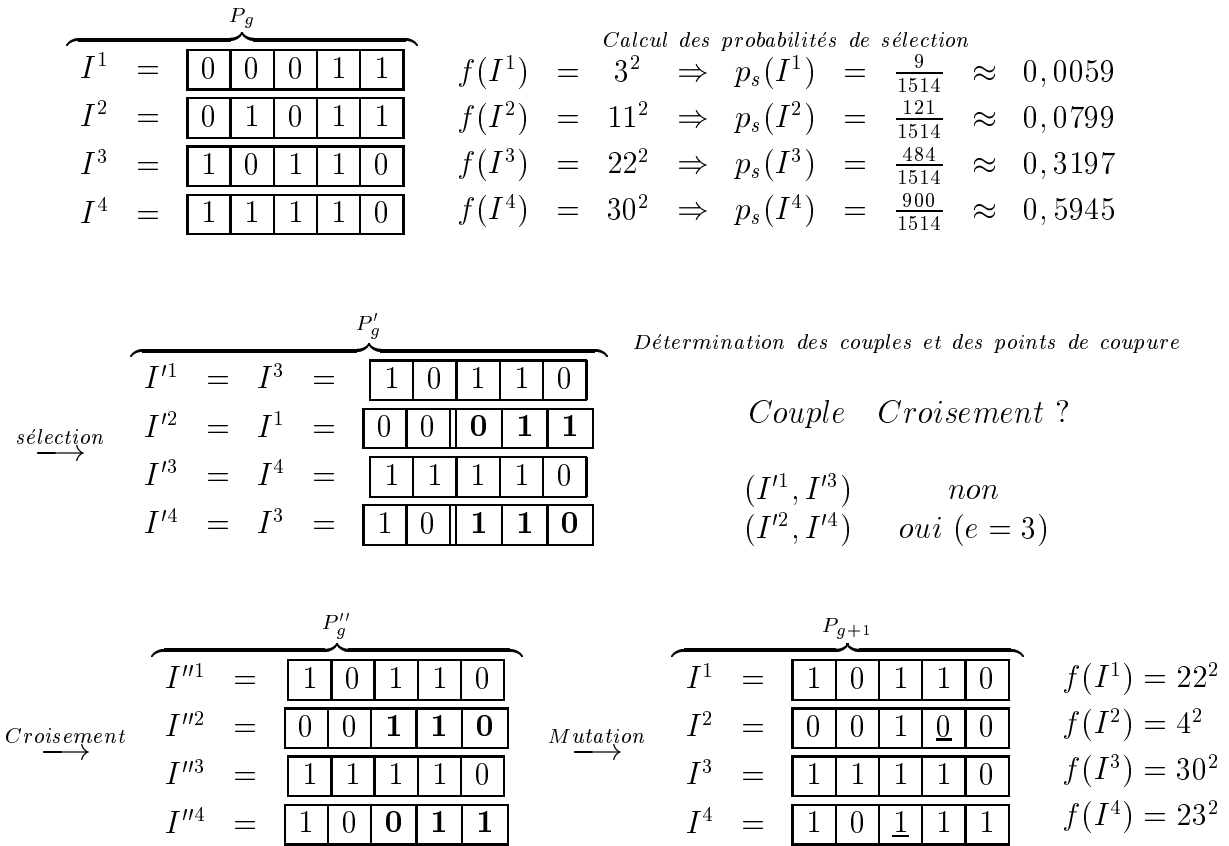 P_g
Calcul des probabilités de sélection
I^1 = 0 0 0 1 1 f(I^1) = 3^2 ⇒ p_s(I^1) = 9/1514 ≈ 0,0059
I^2 = 0 1 0 1 1 f(I^2) = 11^2 ⇒ p_s(I^2) = 121/1514 ≈ 0,0799
I^3 = 1 0 1 1 0 f(I^3) = 22^2 ⇒ p_s(I^3) = 484/1514 ≈ 0,3197
I^4 = 1 1 1 1 0 f(I^4) = 30^2 ⇒ p_s(I^4) = 900/1514 ≈ 0,5945
P'_g
Détermination des couples et des points de coupure
sélection →
I'^1 = I^3 = 1 0 1 1 0
I'^2 = I^1 = 0 0 0 1 1
I'^3 = I^4 = 1 1 1 1 0
I'^4 = I^3 = 1 0 1 1 0
Couple Croisement ?
(I'^1, I'^3) non
(I'^2, I'^4) oui (e = 3)
Croisement →
P''_g
I''^1 = 1 0 1 1 0
I''^2 = 0 0 1 1 0
I''^3 = 1 1 1 1 0
I''^4 = 1 0 0 1 1
Mutation →
P_{g+1}
I^1 = 1 0 1 1 0 f(I^1) = 22^2
I^2 = 0 0 1 0 0 f(I^2) = 4^2
I^3 = 1 1 1 1 0 f(I^3) = 30^2
I^4 = 1 0 1 1 1 f(I^4) = 23^2